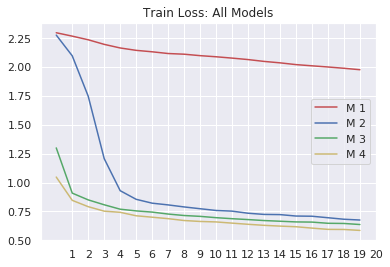 Train Loss: All Models
2.25
2.00
1.75
1.50
1.25
1.00
0.75
0.50
M 1
M 2
M 3
M 4
1 2 3 4 5 6 7 8 9 10 11 12 13 14 15 16 17 18 19 20